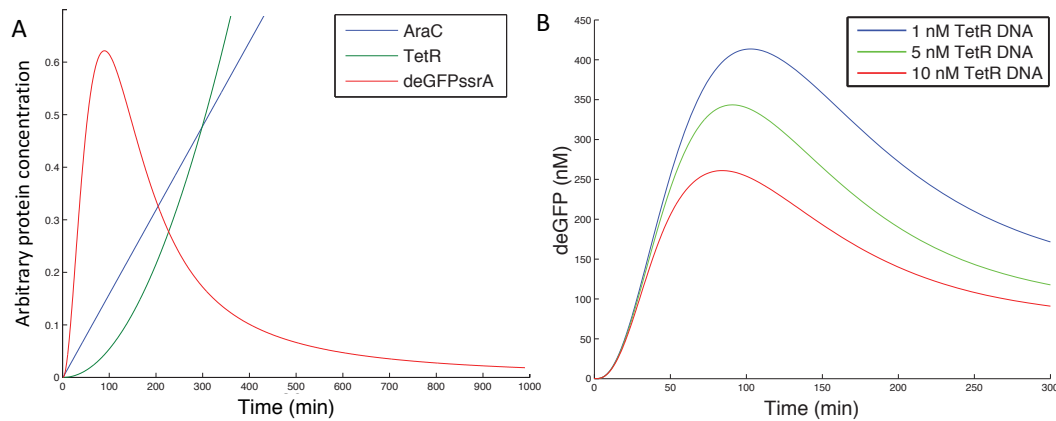 A
Arbitrary protein concentration
0.6
0.5
0.4
0.3
0.2
0.1
0
AraC
TetR
deGFPssrA
0 100 200 300 400 500 600 700 800 900 1000
Time (min)
B
deGFP (nM)
450
400
350
300
250
200
150
100
50
0
1 nM TetR DNA
5 nM TetR DNA
10 nM TetR DNA
0 50 100 150 200 250 300
Time (min)